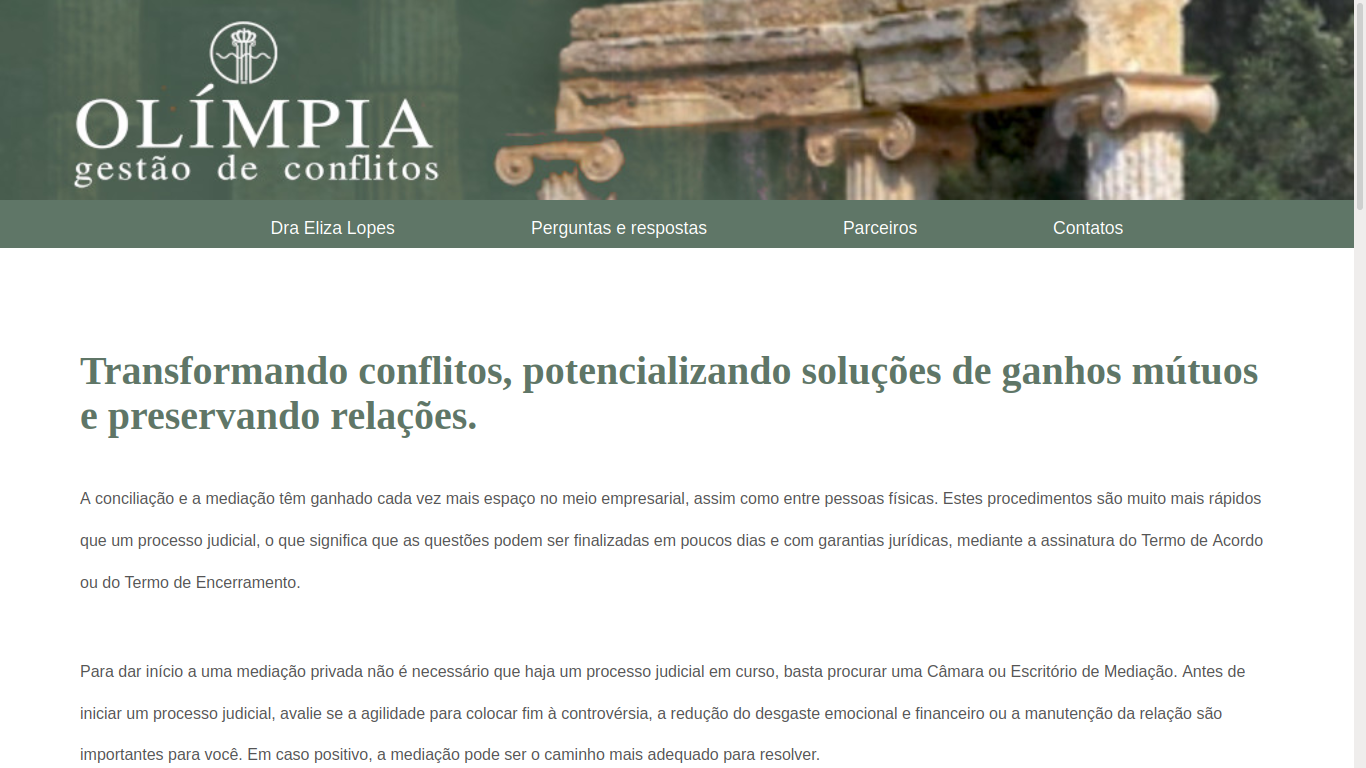 OLÍMPIA
gestão de conflitos
Dra Eliza Lopes
Perguntas e respostas
Parceiros
Contatos
Transformando conflitos, potencializando soluções de ganhos mútuos
e preservando relações.
A conciliação e a mediação têm ganhado cada vez mais espaço no meio empresarial, assim como entre pessoas físicas. Estes procedimentos são muito mais rápidos
que um processo judicial, o que significa que as questões podem ser finalizadas em poucos dias e com garantias jurídicas, mediante a assinatura do Termo de Acordo
ou do Termo de Encerramento.
Para dar início a uma mediação privada não é necessário que haja um processo judicial em curso, basta procurar uma Câmara ou Escritório de Mediação. Antes de
iniciar um processo judicial, avalie se a agilidade para colocar fim à controvérsia, a redução do desgaste emocional e financeiro ou a manutenção da relação são
importantes para você. Em caso positivo, a mediação pode ser o caminho mais adequado para resolver.